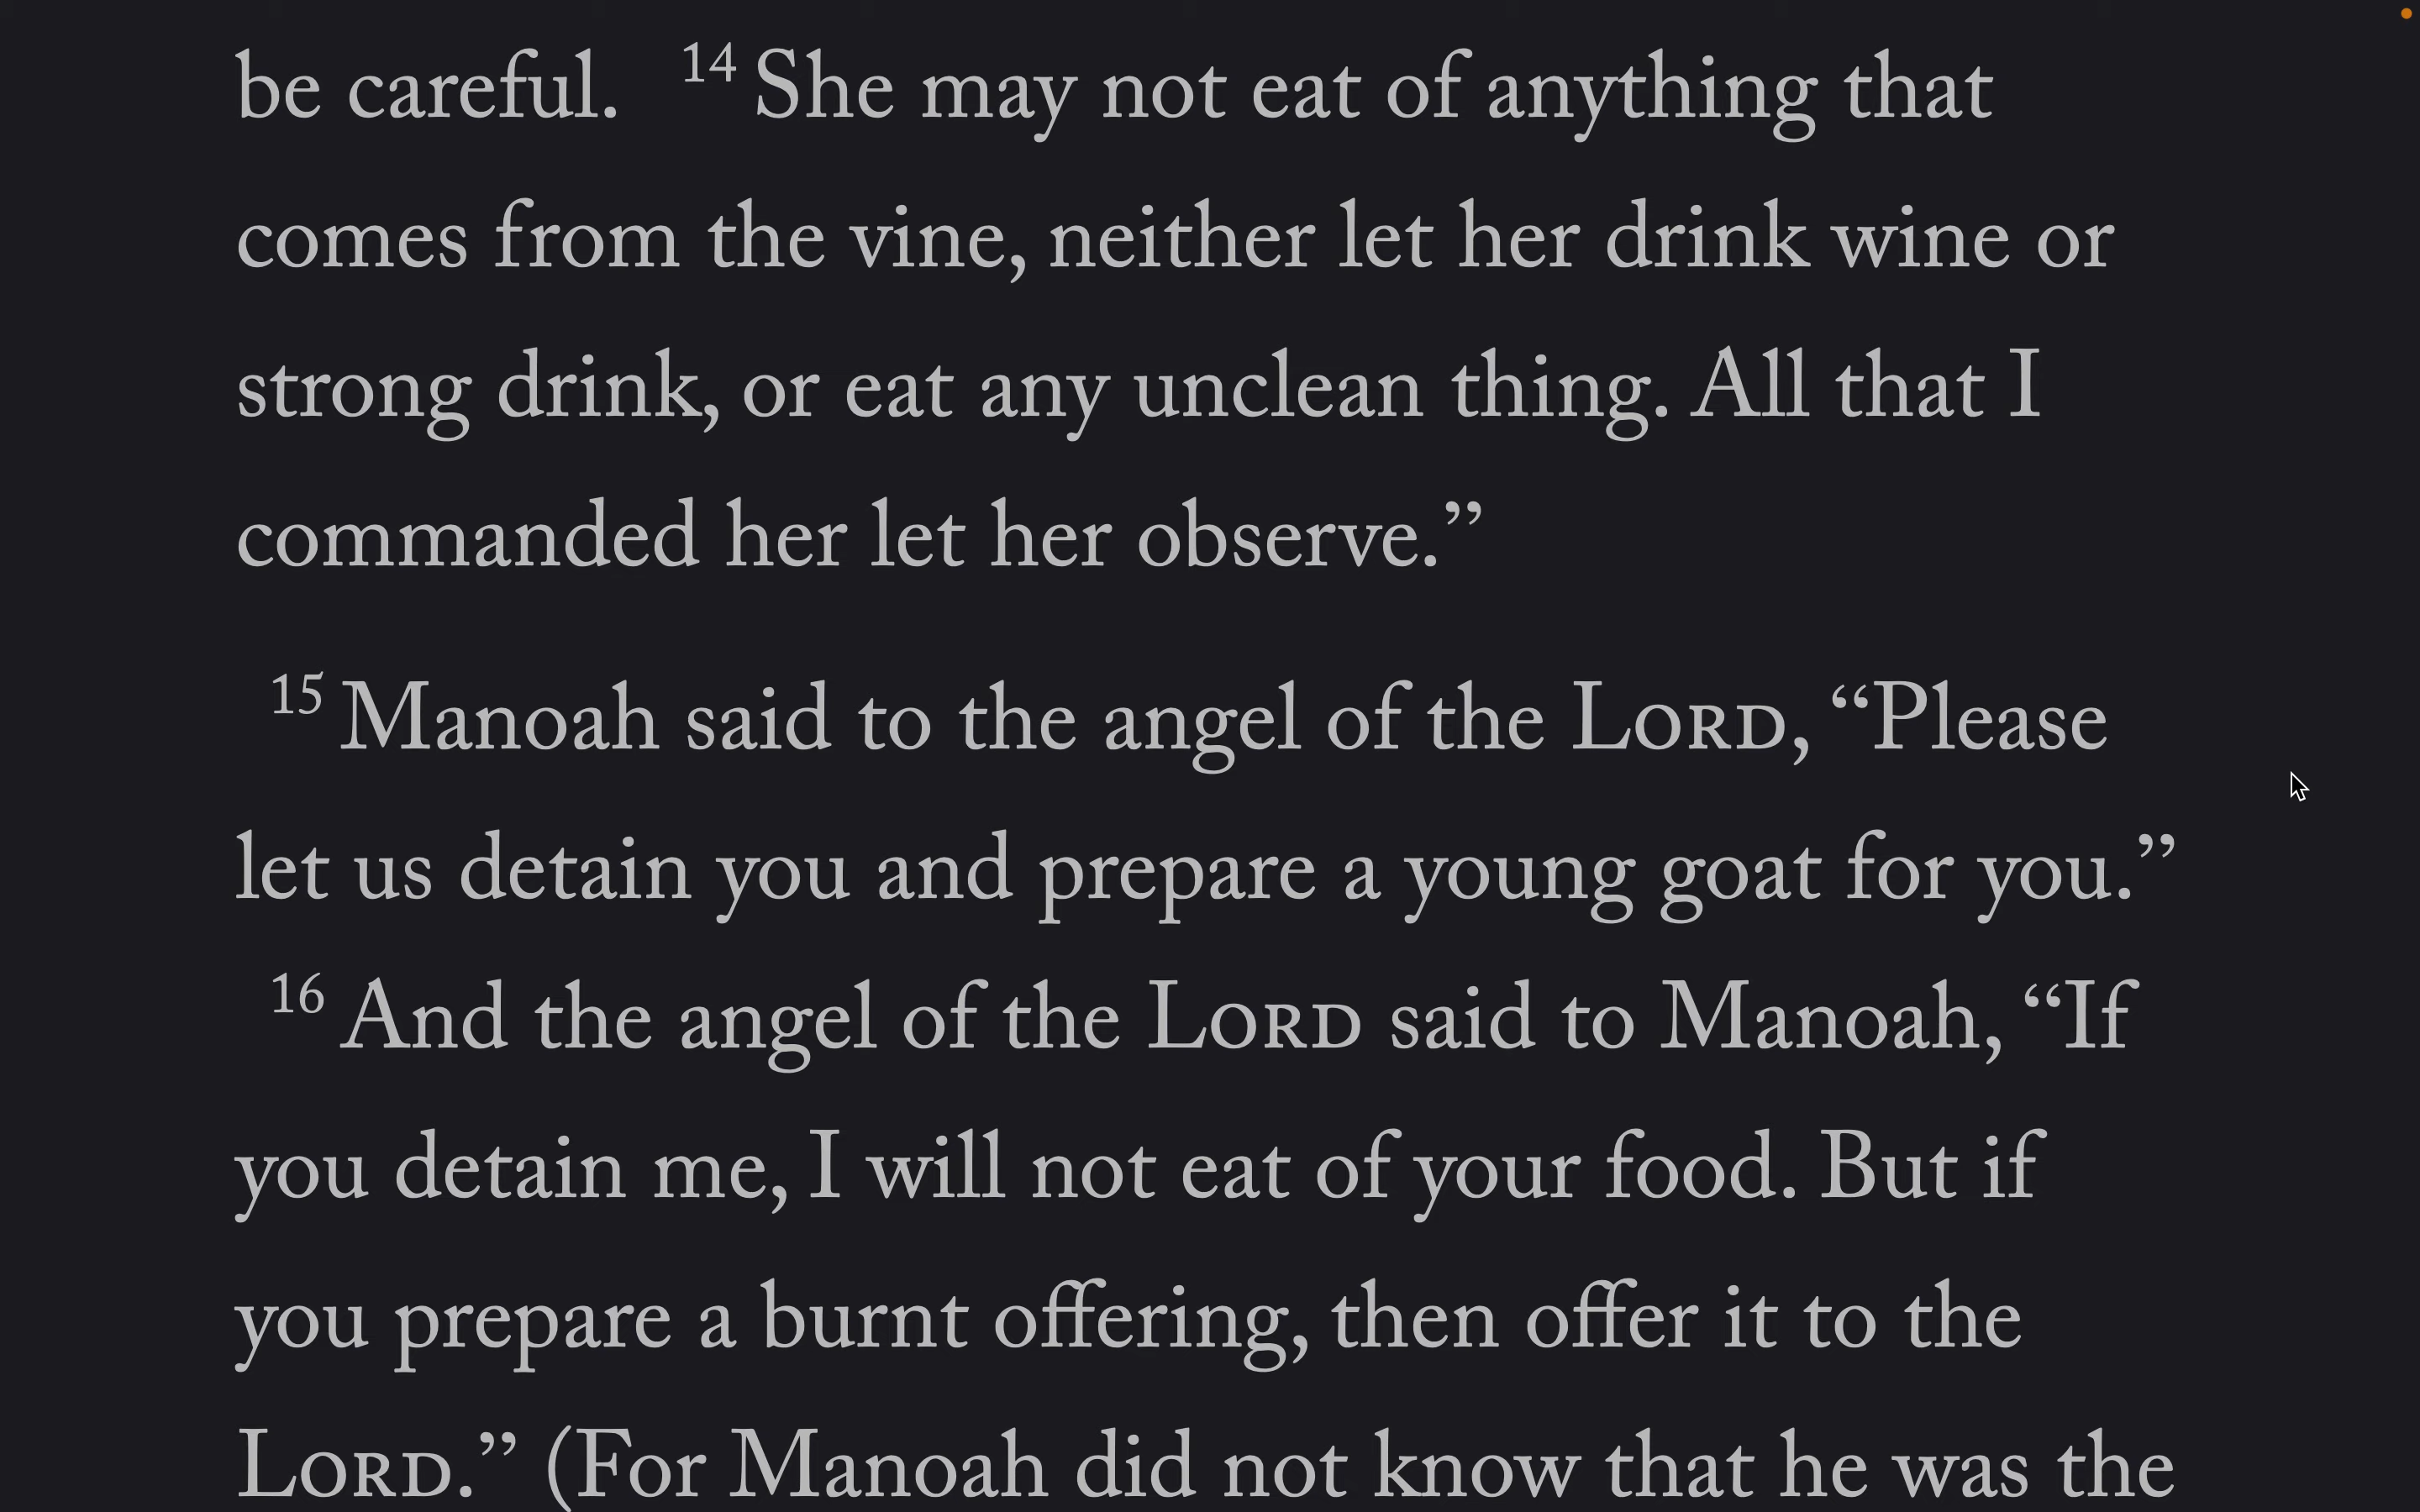 be careful. 14 She may not eat of anything that
comes from the vine, neither let her drink wine or
strong drink, or eat any unclean thing. All that I
commanded her let her observe.”
15 Manoah said to the angel of the LORD, “Please
let us detain you and prepare a young goat for you.”
16 And the angel of the LORD said to Manoah, “If
you detain me, I will not eat of your food. But if
you prepare a burnt offering, then offer it to the
LORD.” (For Manoah did not know that he was the